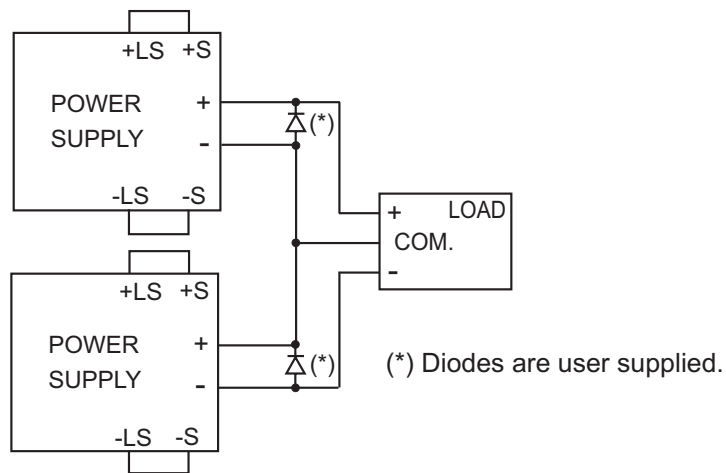 +LS +S
POWER
SUPPLY
+
-
-LS -S
(*)
+ LOAD
COM.
-
+LS +S
POWER
SUPPLY
+
-
-LS -S
(*)
(*) Diodes are user supplied.